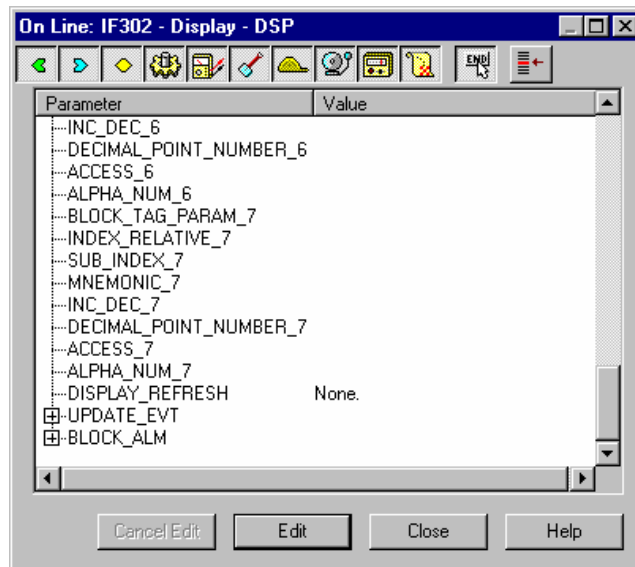 On Line: IF302 - Display - DSP
END
Parameter Value
INC_DEC_6
DECIMAL_POINT_NUMBER_6
ACCESS_6
ALPHA_NUM_6
BLOCK_TAG_PARAM_7
INDEX_RELATIVE_7
SUB_INDEX_7
MNEMONIC_7
INC_DEC_7
DECIMAL_POINT_NUMBER_7
ACCESS_7
ALPHA_NUM_7
DISPLAY_REFRESH None.
UPDATE_EVT
BLOCK_ALM
Cancel Edit Edit Close Help